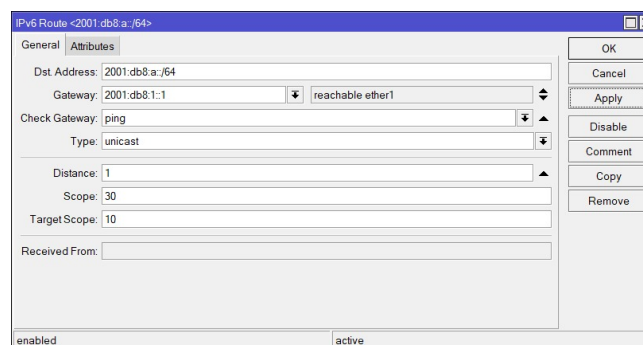 IPv6 Route <2001:db8:a::/64>
General Attributes
Dst. Address: 2001:db8:a::/64
Gateway: 2001:db8:1::1 reachable ether1
Check Gateway: ping
Type: unicast
Distance: 1
Scope: 30
Target Scope: 10
Received From:
OK
Cancel
Apply
Disable
Comment
Copy
Remove
enabled active